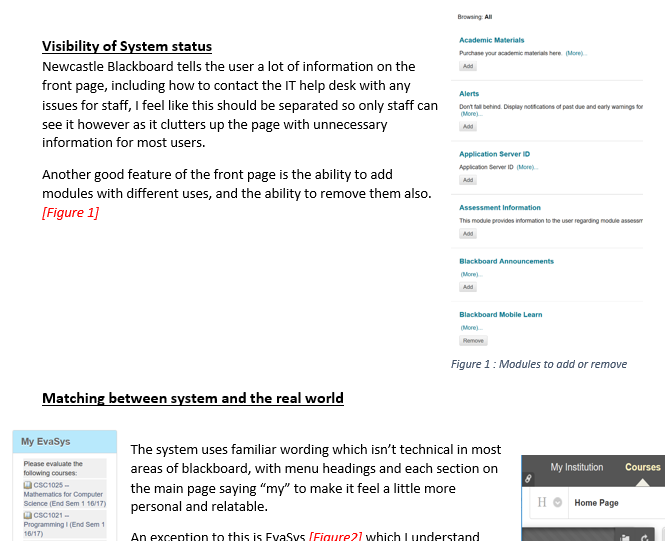 Browsing: All
Visibility of System status
Newcastle Blackboard tells the user a lot of information on the
front page, including how to contact the IT help desk with any
issues for staff, I feel like this should be separated so only staff can
see it however as it clutters up the page with unnecessary
information for most users.
Another good feature of the front page is the ability to add
modules with different uses, and the ability to remove them also.
[Figure 1]
Academic Materials
Purchase your academic materials here. (More)...
Add
Alerts
Don't fall behind. Display notifications of past due and early warnings for
(More)...
Add
Application Server ID
Application Server ID (More)...
Add
Assessment Information
This module provides information to the user regarding module assessm
Add
Blackboard Announcements
(More)...
Add
Blackboard Mobile Learn
(More)...
Remove
Figure 1 : Modules to add or remove
Matching between system and the real world
My EvaSys
Please evaluate the
following courses:
CSC1025 –
Mathematics for Computer
Science (End Sem 1 16/17)
CSC1021 –
Programming I (End Sem 1
16/17)
The system uses familiar wording which isn't technical in most
areas of blackboard, with menu headings and each section on
the main page saying “my” to make it feel a little more
personal and relatable.
An exception to this is EvaSys [Figure2] which I understand
My Institution Courses
H Home Page